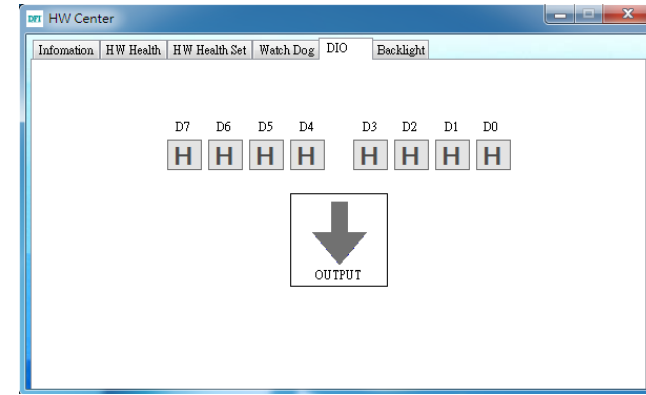 DFI HW Center
Infomation HW Health HW Health Set Watch Dog DIO Backlight
D7 D6 D5 D4 D3 D2 D1 D0
H H H H H H H H
OUTPUT